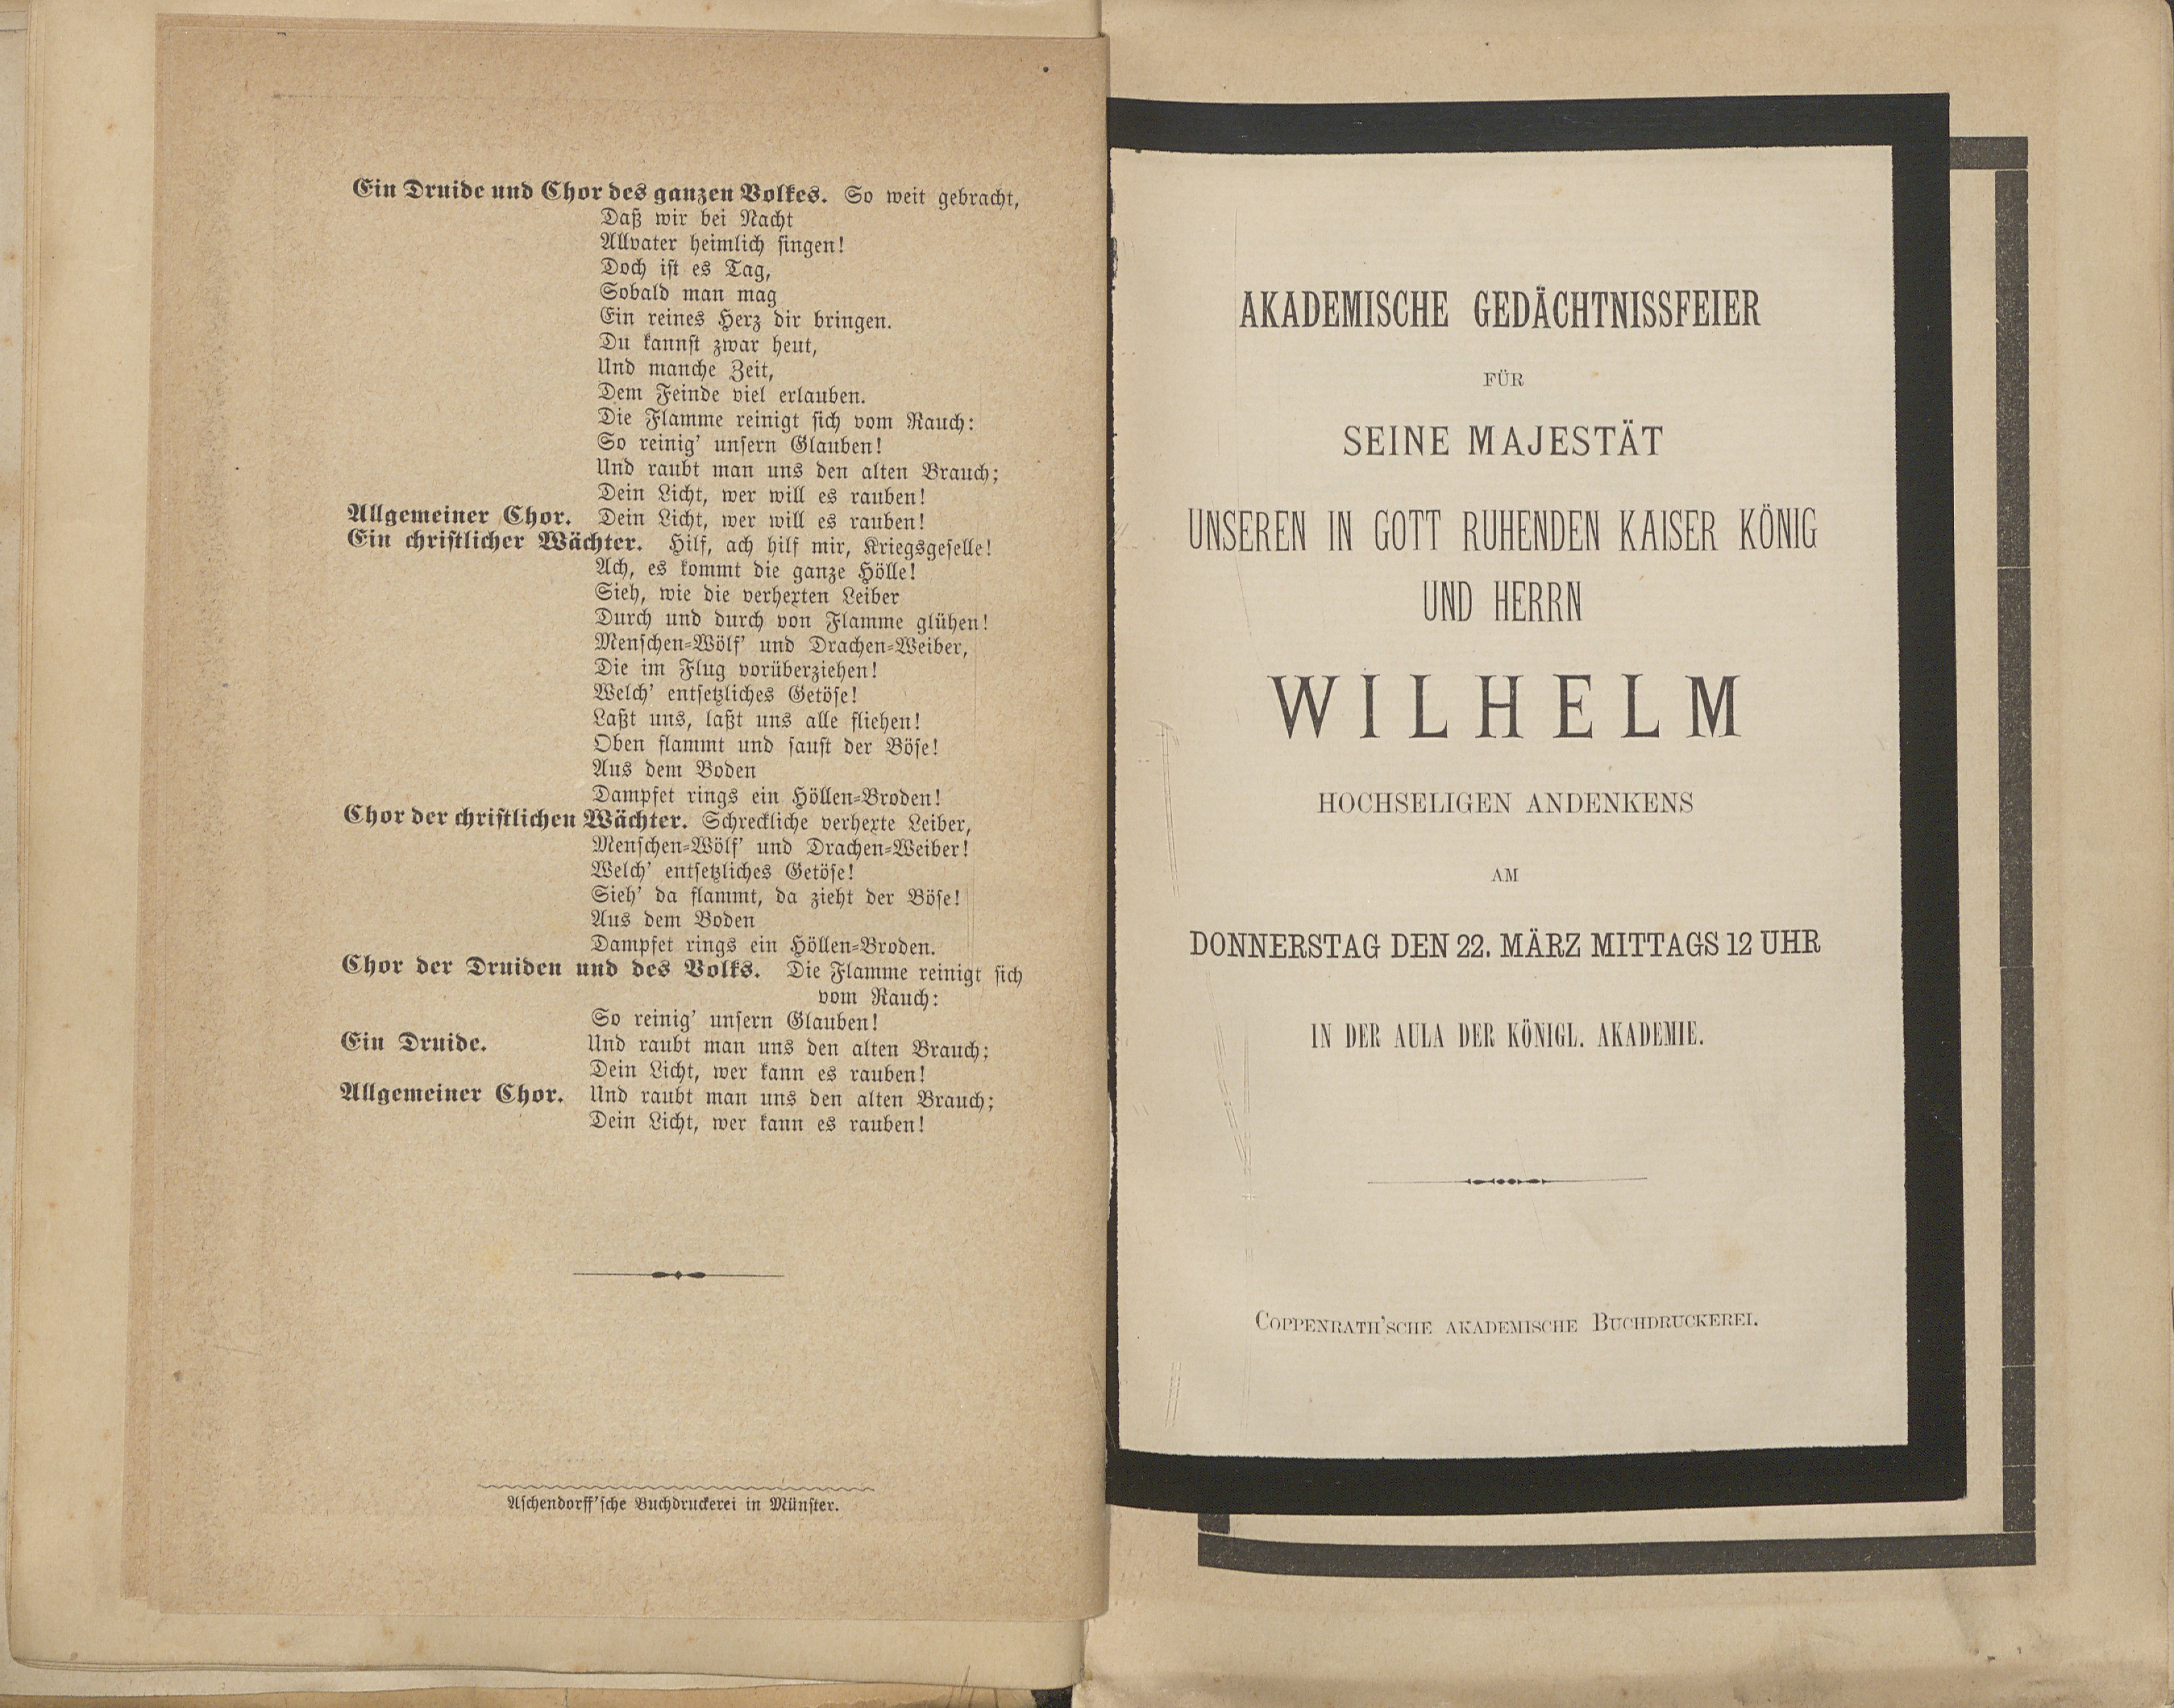 Ein Druide und Chor des ganzen Volkes. So weit gebracht,
Daß wir bei Nacht
Allvater heimlich singen!
Doch ist es Tag,
Sobald man mag
Ein reines Herz dir bringen.
Du kannst zwar heut,
Und manche Zeit,
Dem Feinde viel erlauben.
Die Flamme reinigt sich vom Rauch:
So reinig' unsern Glauben!
Und raubt man uns den alten Brauch;
Dein Licht, wer will es rauben!
Allgemeiner Chor. Dein Licht, wer will es rauben!
Ein christlicher Wächter. Hilf, ach hilf mir, Kriegsgeselle!
Ach, es kommt die ganze Hölle!
Sieh, wie die verhexten Leiber
Durch und durch von Flamme glühen!
Menschen-Wölf' und Drachen-Weiber,
Die im Flug vorüberziehen!
Welch' entsetzliches Getöse!
Laßt uns, laßt uns alle fliehen!
Oben flammt und saust der Böse!
Aus dem Boden
Dampfet rings ein Höllen-Broden!
Chor der christlichen Wächter. Schreckliche verhexte Leiber,
Menschen-Wölf' und Drachen-Weiber!
Welch' entsetzliches Getöse!
Sieh' da flammt, da zieht der Böse!
Aus dem Boden
Dampfet rings ein Höllen-Broden.
Chor der Druiden und des Volks. Die Flamme reinigt sich
vom Rauch:
So reinig' unsern Glauben!
Ein Druide. Und raubt man uns den alten Brauch;
Dein Licht, wer kann es rauben!
Allgemeiner Chor. Und raubt man uns den alten Brauch;
Dein Licht, wer kann es rauben!
Aschendorff'sche Buchdruckerei in Münster.
AKADEMISCHE GEDÄCHTNISSFEIER
FÜR
SEINE MAJESTÄT
UNSEREN IN GOTT RUHENDEN KAISER KÖNIG
UND HERRN
WILHELM
HOCHSELIGEN ANDENKENS
AM
DONNERSTAG DEN 22. MÄRZ MITTAGS 12 UHR
IN DER AULA DER KÖNIGL. AKADEMIE.
COPPENRATH'SCHE AKADEMISCHE BUCHDRUCKEREI.